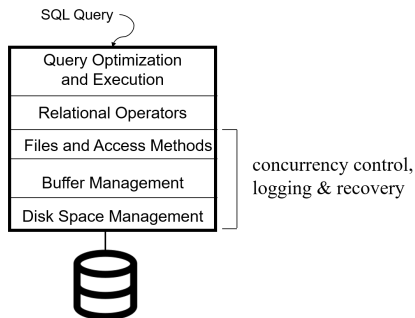 SQL Query
Query Optimization
and Execution
Relational Operators
Files and Access Methods
Buffer Management
Disk Space Management
concurrency control,
logging & recovery